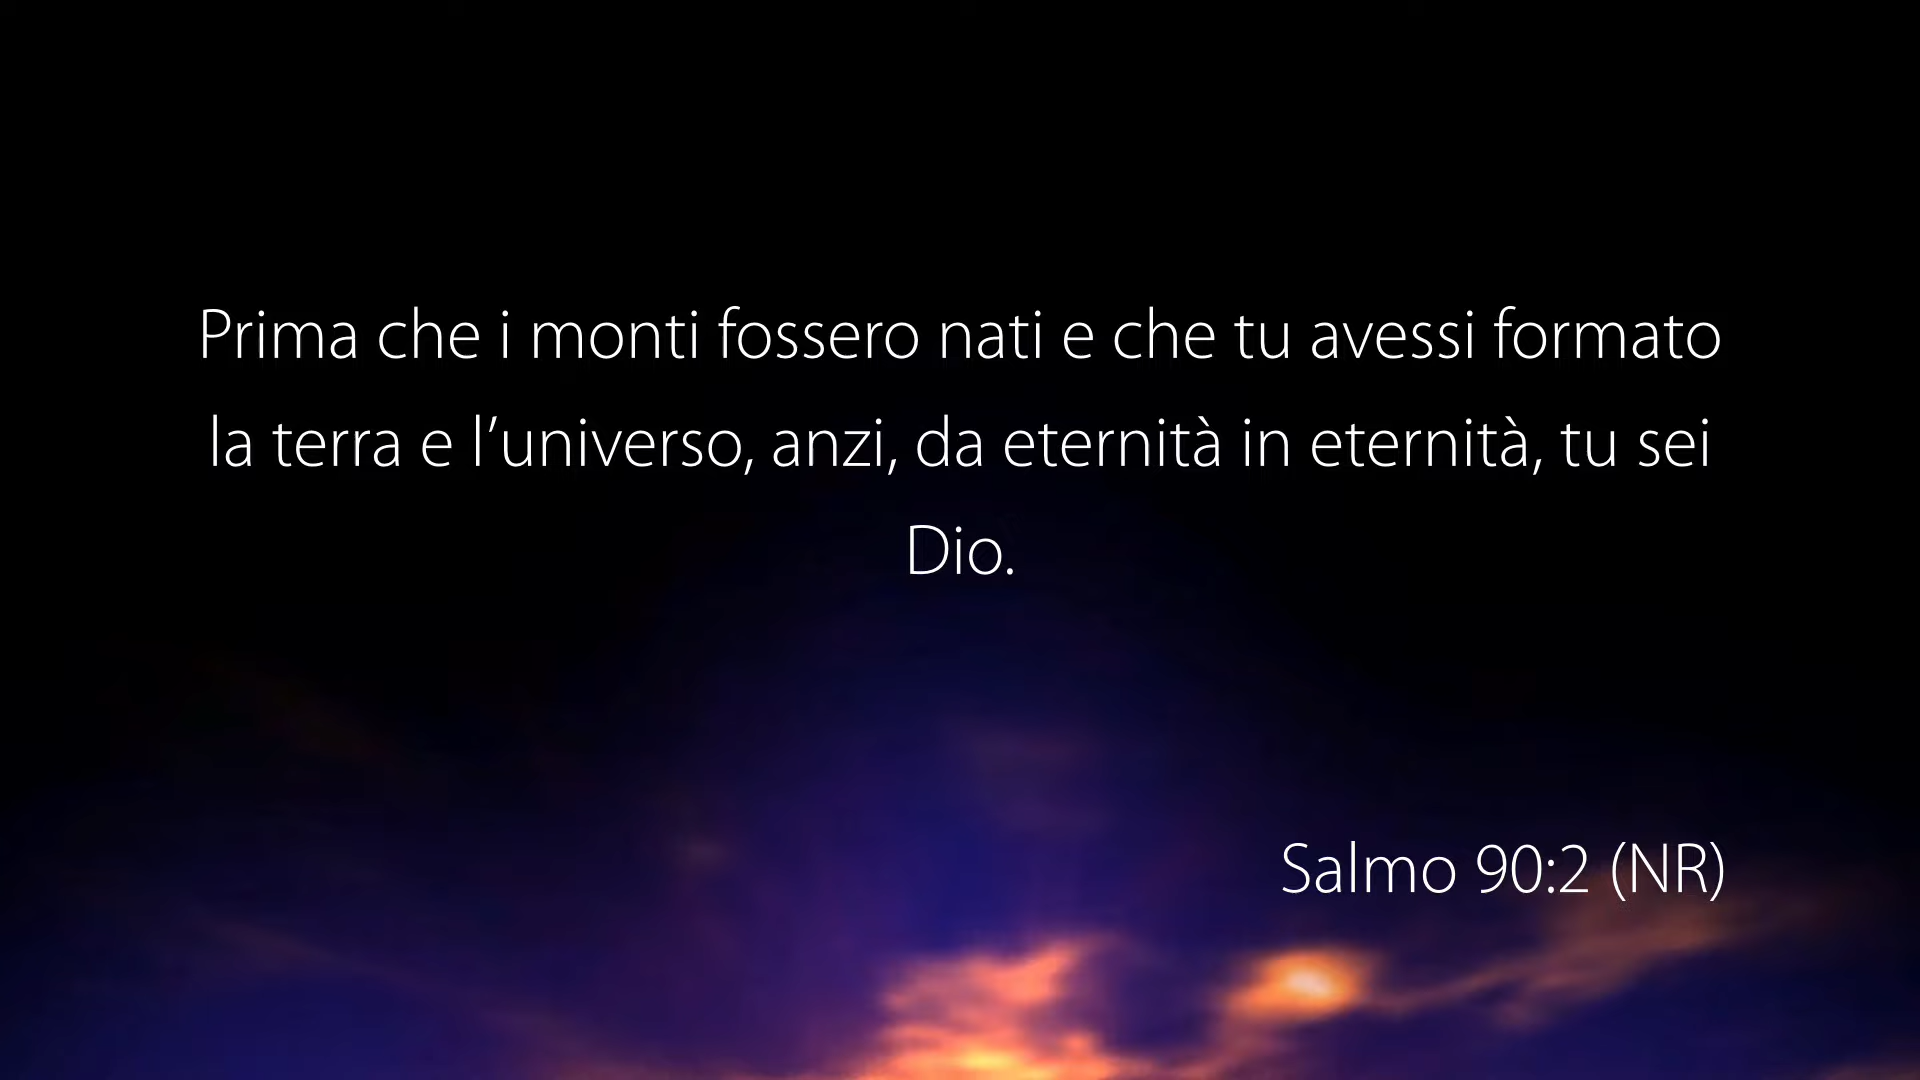 Prima che i monti fossero nati e che tu avessi formato
la terra e l’universo, anzi, da eternità in eternità, tu sei
Dio.
Salmo 90:2 (NR)